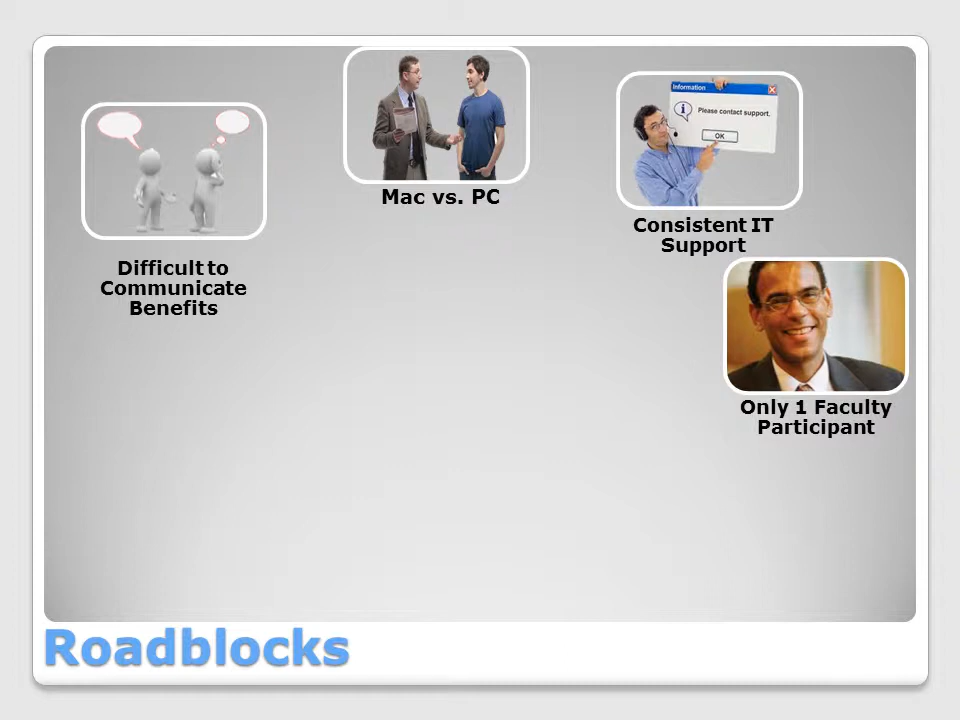 Difficult to
Communicate
Benefits
Mac vs. PC
Information
Please contact support.
OK
Consistent IT
Support
Only 1 Faculty
Participant
Roadblocks